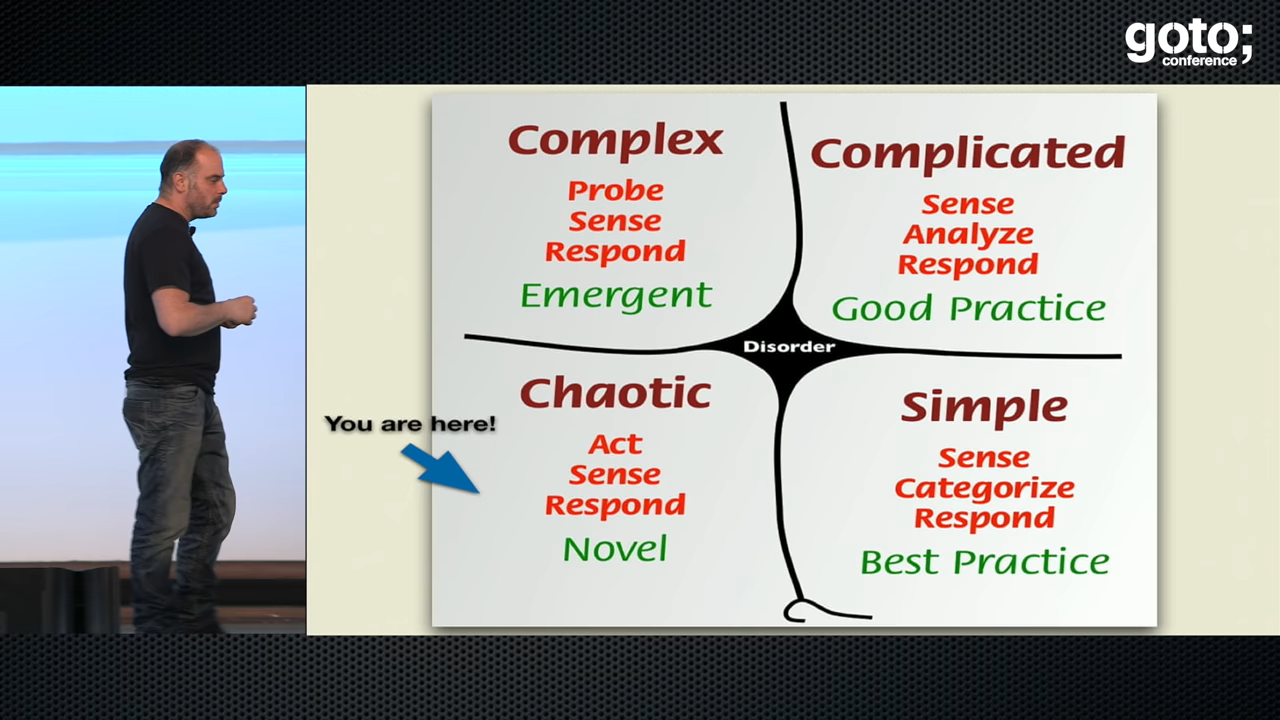 goto;
conference
Complex
Probe
Sense
Respond
Emergent
Complicated
Sense
Analyze
Respond
Good Practice
Disorder
You are here!
Chaotic
Act
Sense
Respond
Novel
Simple
Sense
Categorize
Respond
Best Practice